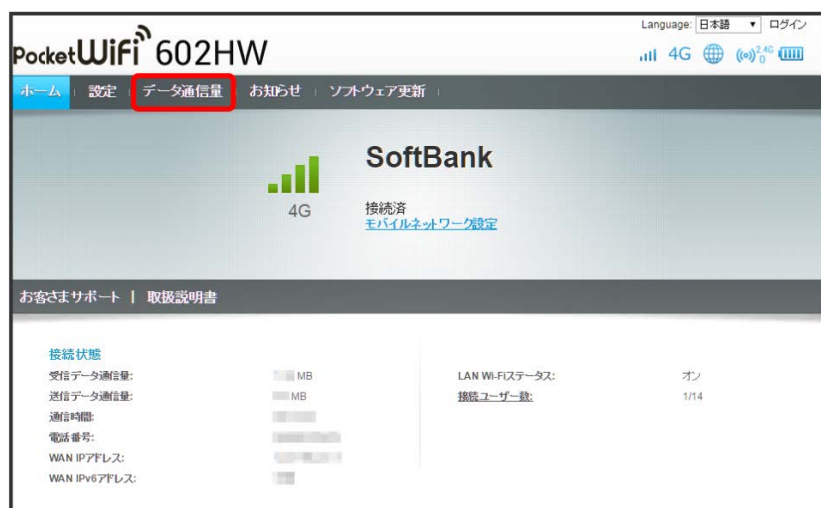 Language: 日本語 ログイン
PocketWiFi 602HW
4G 2.4G 0
ホーム 設定 データ通信量 お知らせ ソフトウェア更新
SoftBank
4G
接続済
モバイルネットワーク設定
お客さまサポート | 取扱説明書
接続状態
受信データ通信量: MB LAN Wi-Fiステータス: オン
送信データ通信量: MB 接続ユーザー数: 1/14
通信時間:
電話番号:
WAN IPアドレス:
WAN IPv6アドレス: